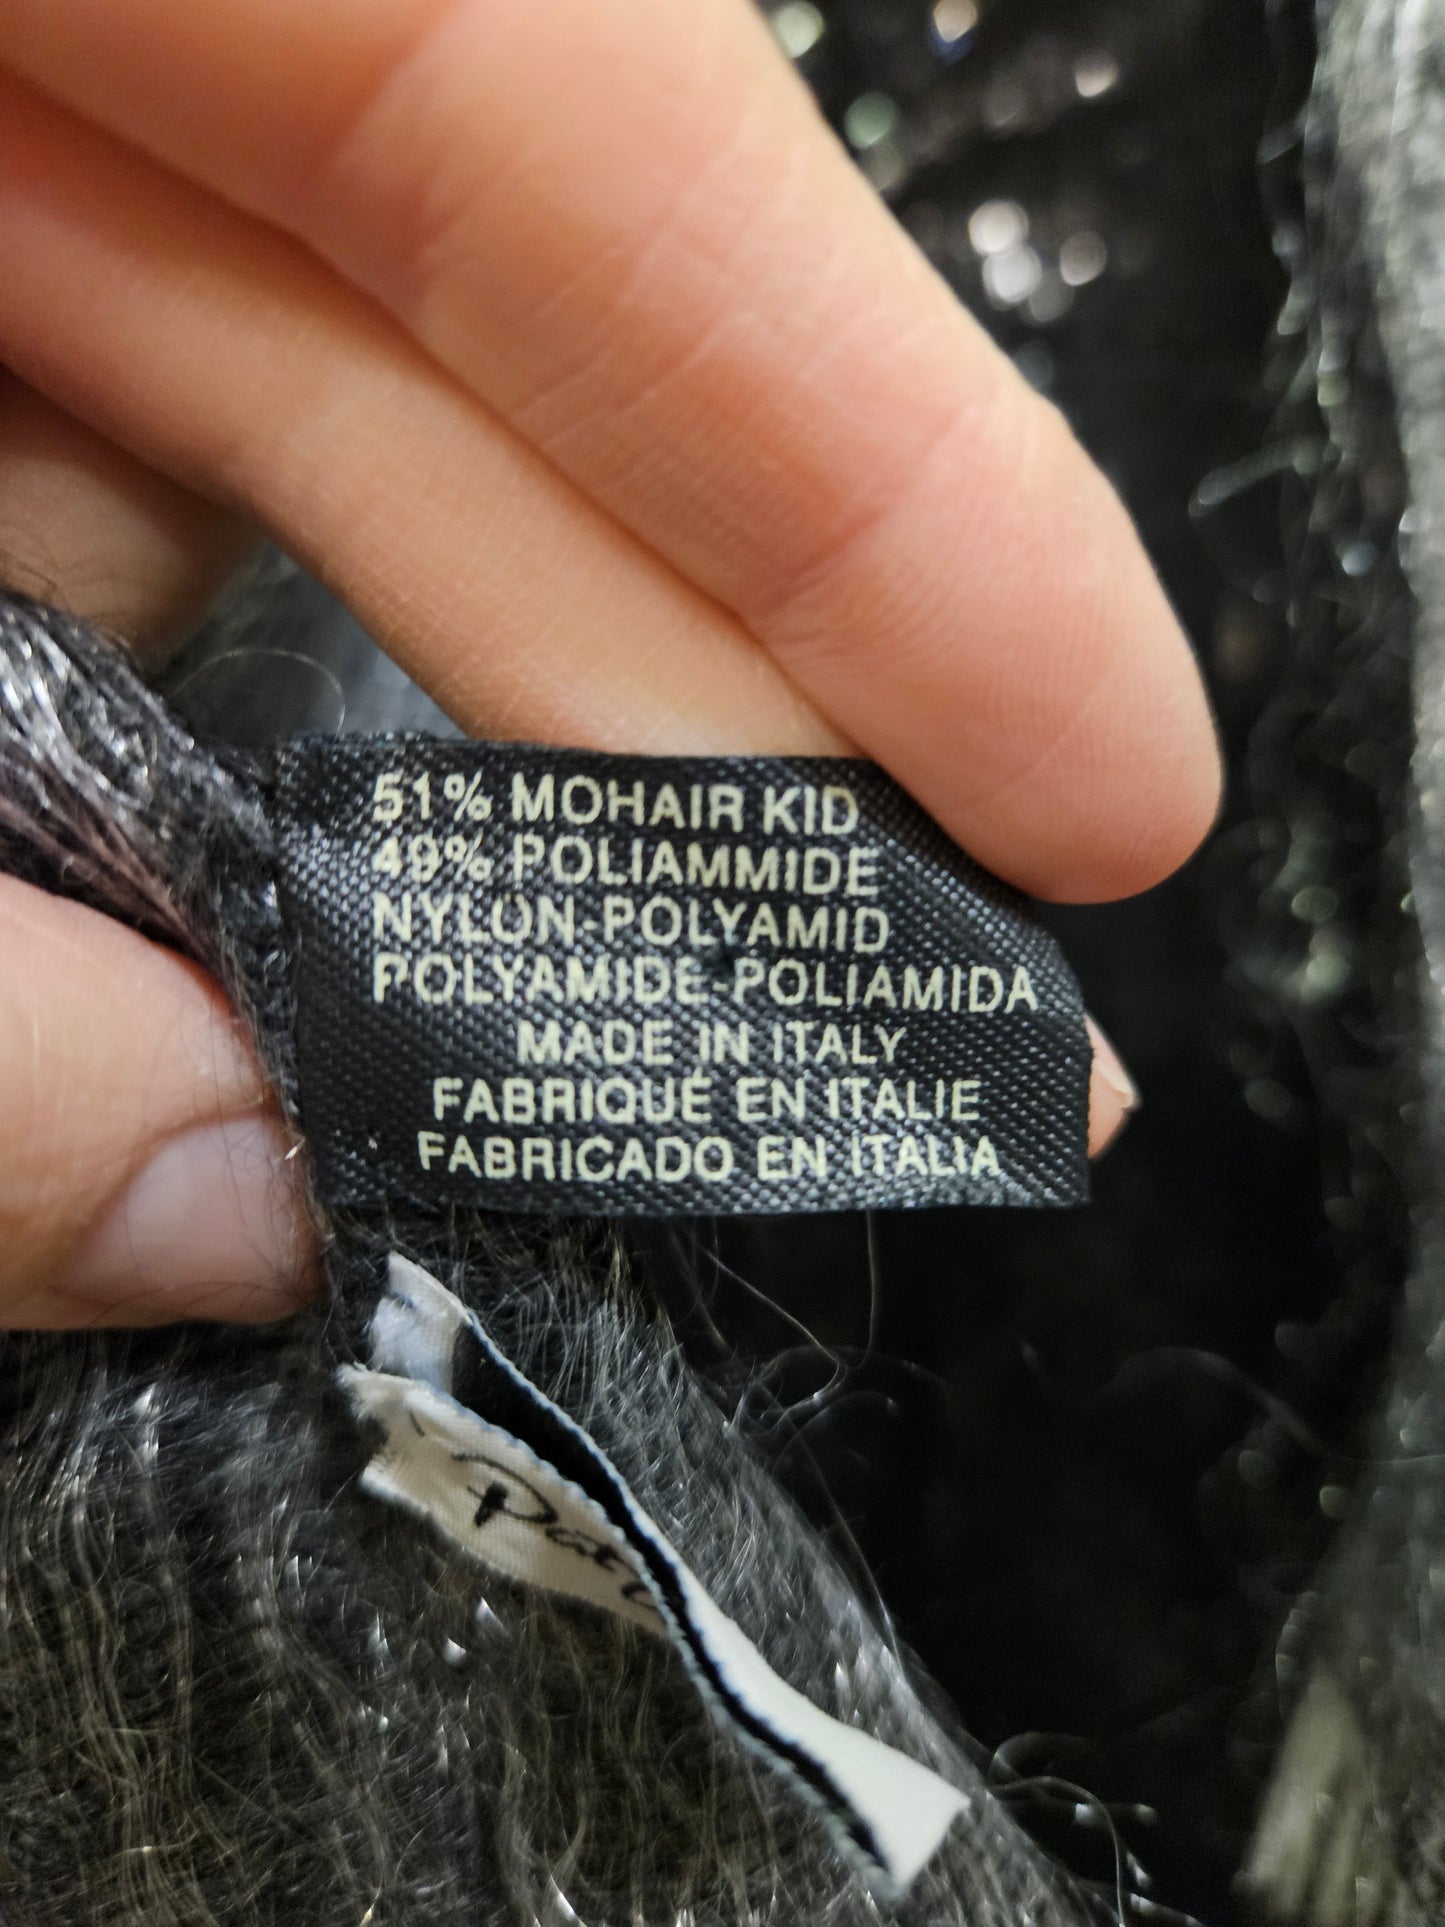 51% MOHAIR KID
49% POLIAMMIDE
NYLON-POLYAMID
POLYAMIDE-POLIAMIDA
MADE IN ITALY
FABRIQUÉ EN ITALIE
FABRICADO EN ITALIA